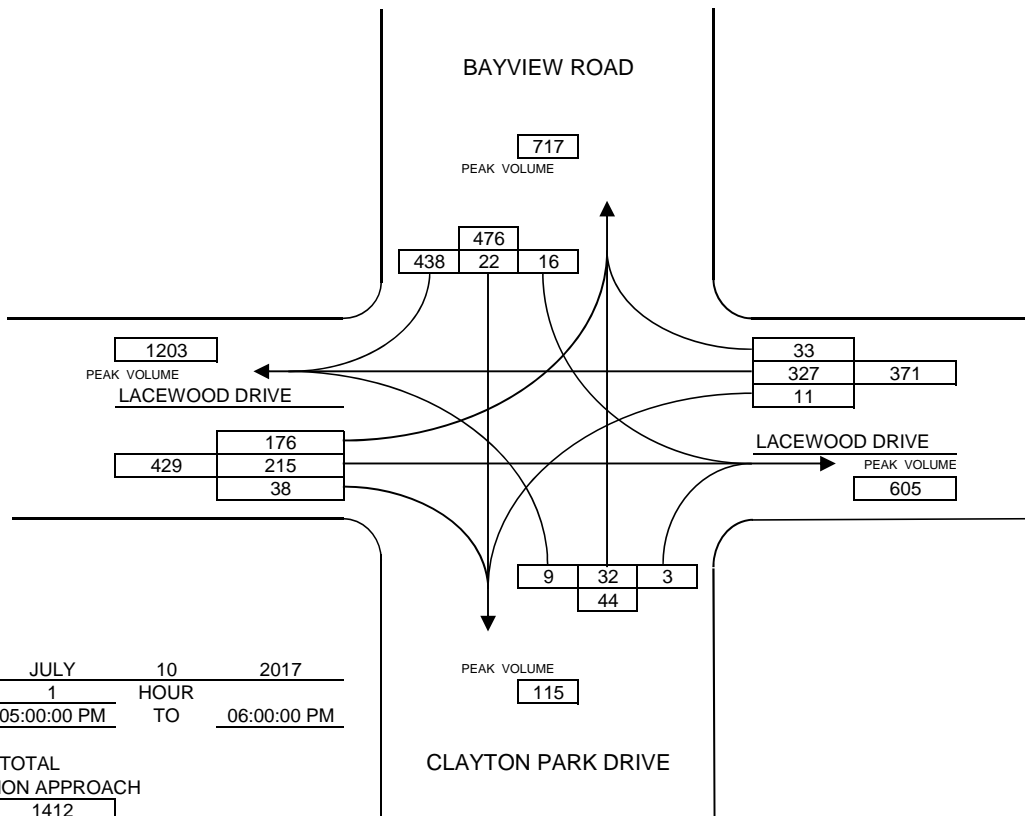 BAYVIEW ROAD
717
PEAK VOLUME
476
438 22 16
1203
PEAK VOLUME
LACEWOOD DRIVE
33
327 371
11
176
429 215
38
LACEWOOD DRIVE
PEAK VOLUME
605
9 32 3
44
PEAK VOLUME
115
CLAYTON PARK DRIVE
JULY 10 2017
1 HOUR
05:00:00 PM TO 06:00:00 PM
TOTAL
ION APPROACH
1412